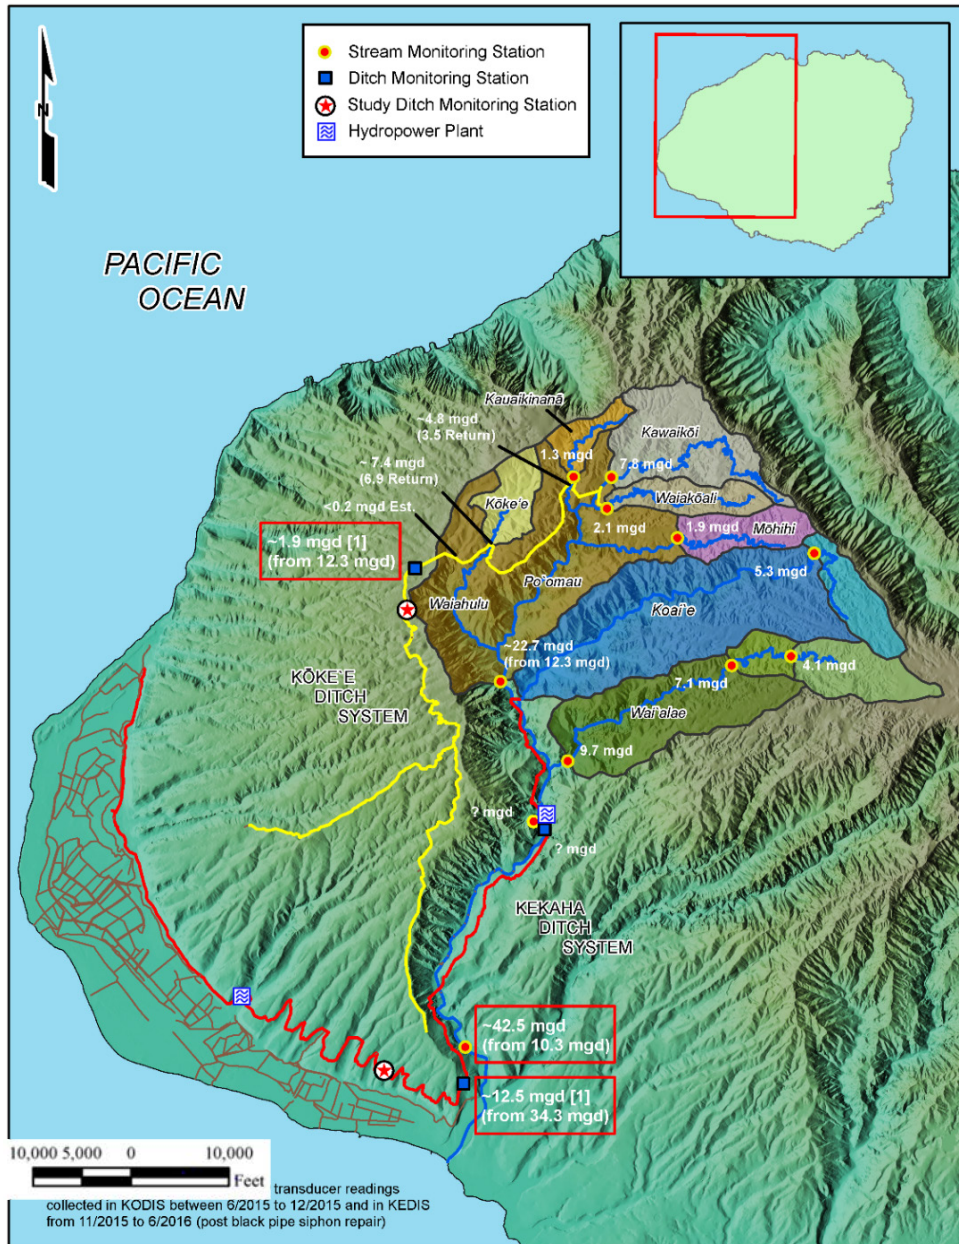 Stream Monitoring Station
Ditch Monitoring Station
Study Ditch Monitoring Station
Hydropower Plant
N
PACIFIC
OCEAN
Kauaikinanā
~4.8 mgd
(3.5 Return)
Kawaikōi
1.3 mgd
7.8 mgd
~ 7.4 mgd
(6.9 Return)
Kōke'e
Waiakōali
<0.2 mgd Est.
2.1 mgd
1.9 mgd
Mōhihi
~1.9 mgd [1]
(from 12.3 mgd)
5.3 mgd
Po'omau
Waiahulu
Koai'e
~22.7 mgd
(from 12.3 mgd)
4.1 mgd
7.1 mgd
KŌKE'E
DITCH
SYSTEM
Wai'alae
9.7 mgd
? mgd
? mgd
KEKAHA
DITCH
SYSTEM
~42.5 mgd
(from 10.3 mgd)
~12.5 mgd [1]
(from 34.3 mgd)
10,000 5,000 0 10,000
Feet
transducer readings
collected in KODIS between 6/2015 to 12/2015 and in KEDIS
from 11/2015 to 6/2016 (post black pipe siphon repair)